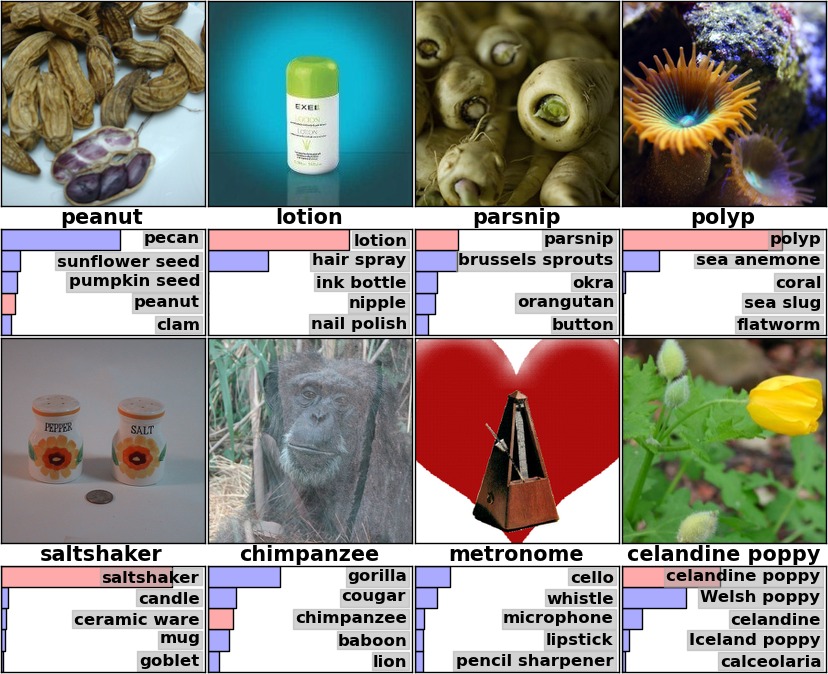 EXEL
LOTION
LOTION
peanut
lotion
parsnip
polyp
pecan
sunflower seed
pumpkin seed
peanut
clam
lotion
hair spray
ink bottle
nipple
nail polish
parsnip
brussels sprouts
okra
orangutan
button
polyp
sea anemone
coral
sea slug
flatworm
PEPPER
SALT
saltshaker
chimpanzee
metronome
celandine poppy
saltshaker
candle
ceramic ware
mug
goblet
gorilla
cougar
chimpanzee
baboon
lion
cello
whistle
microphone
lipstick
pencil sharpener
celandine poppy
Welsh poppy
celandine
Iceland poppy
calceolaria